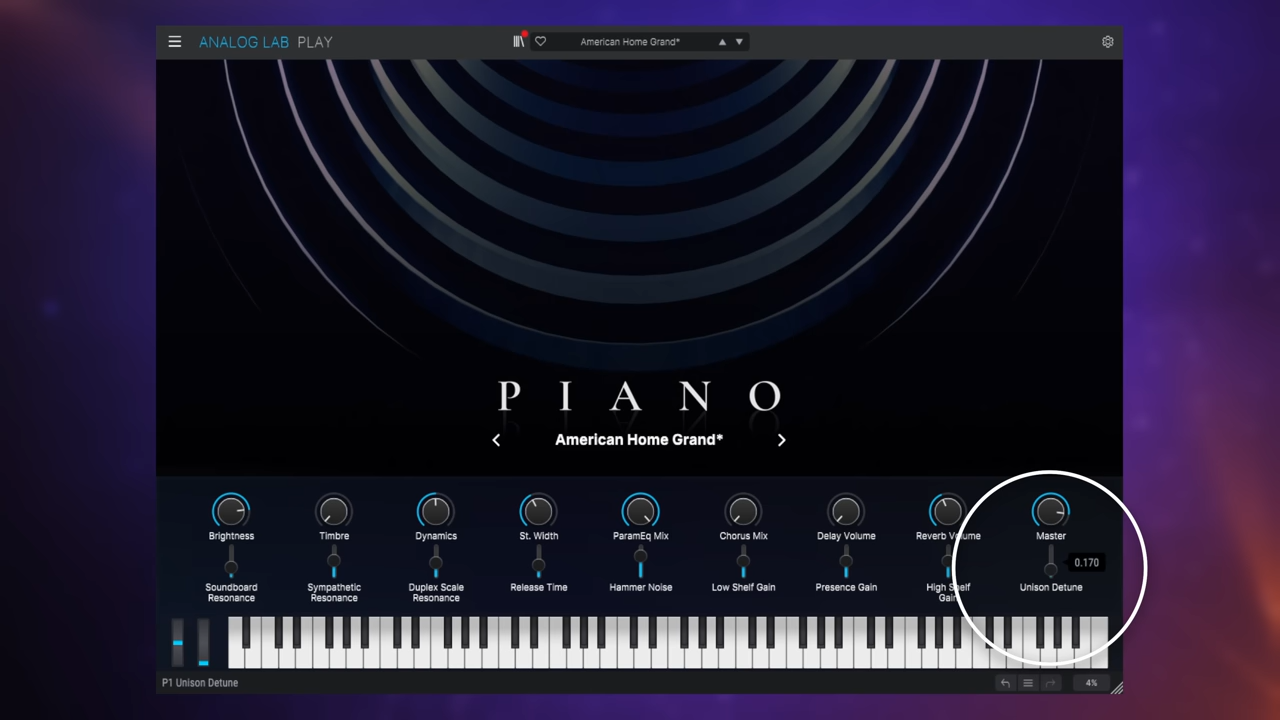 ANALOG LAB PLAY
American Home Grand*
PIANO
American Home Grand*
Brightness Timbre Dynamics St. Width ParamEq Mix Chorus Mix Delay Volume Reverb Volume Master
0.170
Soundboard Resonance Sympathetic Resonance Duplex Scale Resonance Release Time Hammer Noise Low Shelf Gain Presence Gain High Shelf Gain Unison Detune
P1 Unison Detune
4%